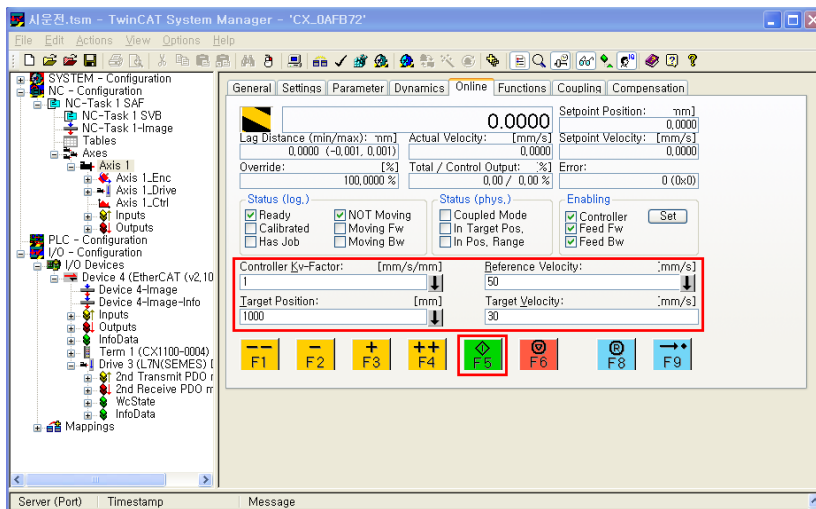 시운전.tsm - TwinCAT System Manager - 'CX_0AFB72'
File Edit Actions View Options Help
SYSTEM - Configuration
NC - Configuration
NC-Task 1 SAF
NC-Task 1 SVB
NC-Task 1-Image
Tables
Axes
Axis 1
Axis 1_Enc
Axis 1_Drive
Axis 1_Ctrl
Inputs
Outputs
PLC - Configuration
I/O - Configuration
I/O Devices
Device 4 (EtherCAT (v2,10
Device 4-Image
Device 4-Image-Info
Inputs
Outputs
InfoData
Term 1 (CX1100-0004)
Drive 3 (L7N(SEMES) [
2nd Transmit PDO r
2nd Receive PDO m
WcState
InfoData
Mappings
General Settings Parameter Dynamics Online Functions Coupling Compensation
0.0000
Setpoint Position: mm]
0,0000
Lag Distance (min/max): mm] Actual Velocity: [mm/s] Setpoint Velocity: [mm/s]
0,0000 (-0,001, 0,001) 0,0000 0,0000
Override: [%] Total / Control Output: %] Error:
100,0000 % 0,00 / 0,00 % 0 (0x0)
Status (log,) Status (phys,) Enabling
Ready NOT Moving Coupled Mode Controller Set
Calibrated Moving Fw In Target Pos, Feed Fw
Has Job Moving Bw In Pos, Range Feed Bw
Controller Kv-Factor: [mm/s/mm] Reference Velocity: mm/s]
1 50
Target Position: [mm] Target Velocity: mm/s]
1000 30
-- - + ++ R
F1 F2 F3 F4 F5 F6 F8 F9
Server (Port) Timestamp Message